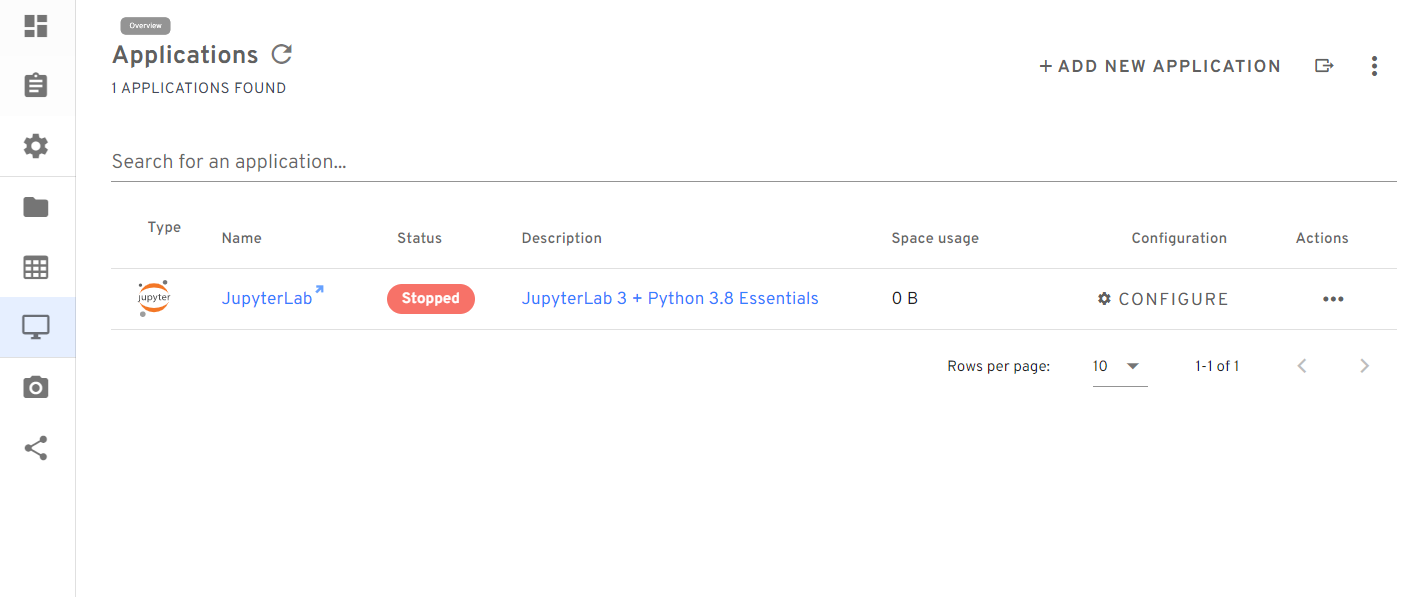 Overview
Applications
1 APPLICATIONS FOUND
+ ADD NEW APPLICATION
Search for an application...
Type Name Status Description Space usage Configuration Actions
jupyter JupyterLab Stopped JupyterLab 3 + Python 3.8 Essentials 0 B CONFIGURE
Rows per page: 10 1-1 of 1